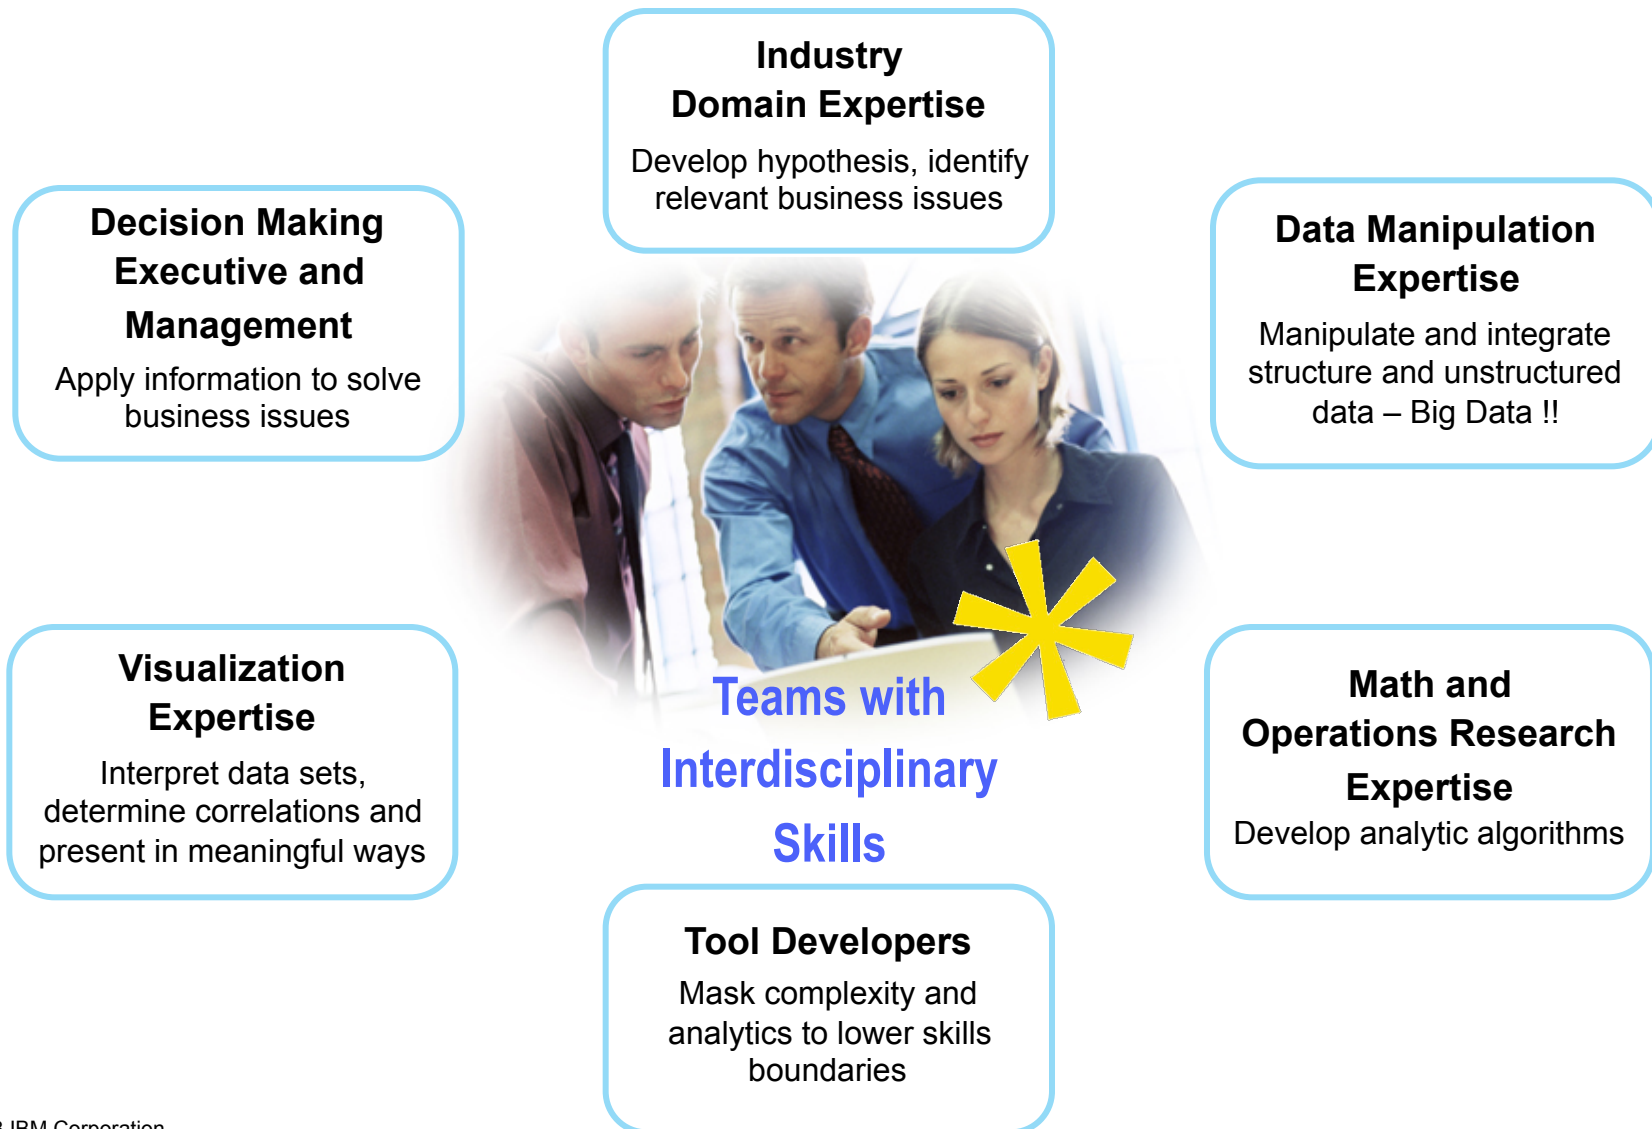 Industry
Domain Expertise
Develop hypothesis, identify
relevant business issues
Decision Making
Executive and
Management
Apply information to solve
business issues
Data Manipulation
Expertise
Manipulate and integrate
structure and unstructured
data – Big Data !!
Visualization
Expertise
Interpret data sets,
determine correlations and
present in meaningful ways
Teams with
Interdisciplinary
Skills
Math and
Operations Research
Expertise
Develop analytic algorithms
Tool Developers
Mask complexity and
analytics to lower skills
boundaries
IBM Corporation